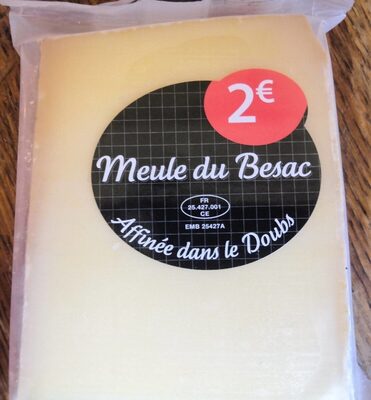 2€
Meule du Besac
FR
25.427.001
CE
EMB 25427A
Affinée dans le Doubs